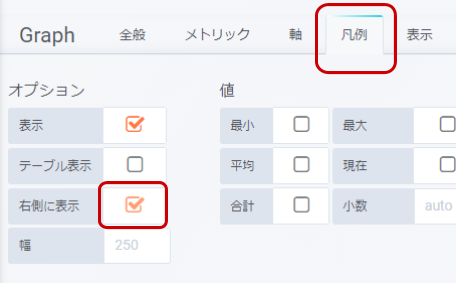 Graph 全般 メトリック 軸 凡例 表示
オプション 値
表示 最小 最大
テーブル表示 平均 現在
右側に表示 合計 小数 auto
幅 250